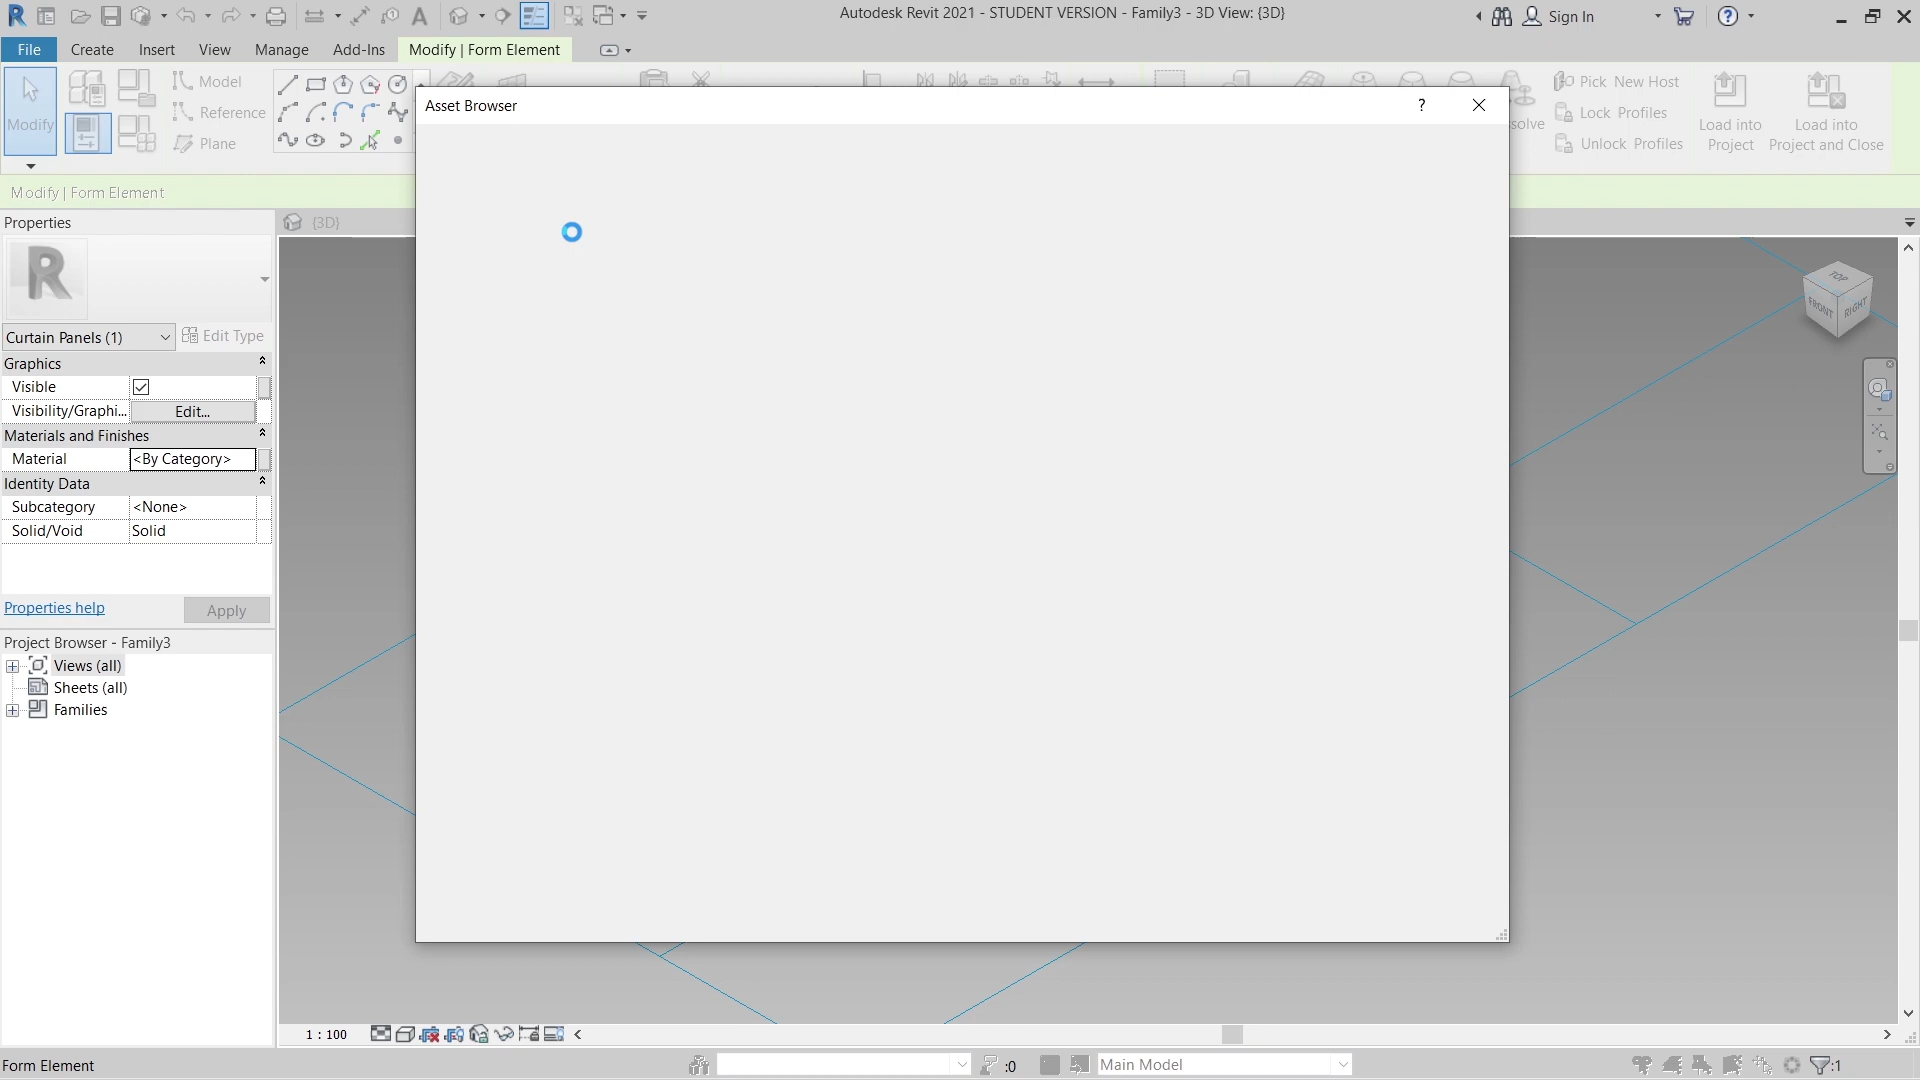 Autodesk Revit 2021 - STUDENT VERSION - Family3 - 3D View: {3D}
Sign In
File
Create
Insert
View
Manage
Add-Ins
Modify | Form Element
Modify
Model
Reference
Plane
Asset Browser
?
solve
Pick New Host
Lock Profiles
Unlock Profiles
Load into
Project
Load into
Project and Close
Modify | Form Element
Properties
{3D}
Curtain Panels (1)
Edit Type
Graphics
Visible
Visibility/Graphi... Edit...
Materials and Finishes
Material <By Category>
Identity Data
Subcategory <None>
Solid/Void Solid
Properties help
Apply
TOP
FRONT
RIGHT
Project Browser - Family3
Views (all)
Sheets (all)
Families
1 : 100
Form Element
:0
Main Model
:1